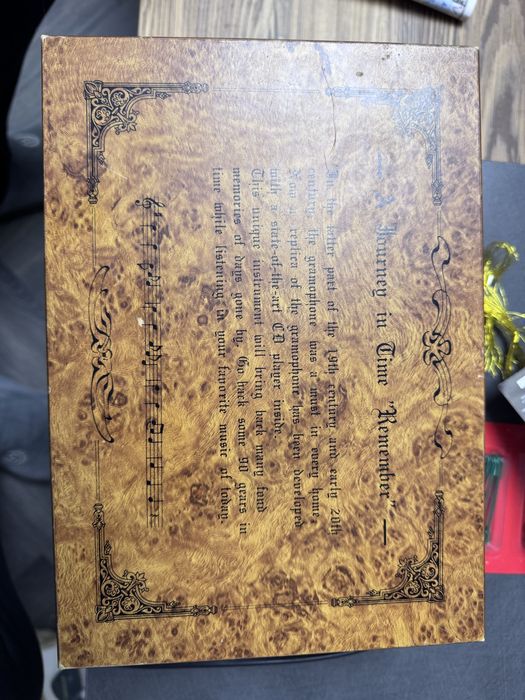 — A Journey in Time "Remember" —
In the latter part of the 19th century and early 20th
century, the gramophone was a must in every home.
Now a replica of the gramophone has been developed
with a state-of-the-art CD player inside.
This unique instrument will bring back many fond
memories of days gone by. Go back some 90 years in
time while listening to your favorite music of today.